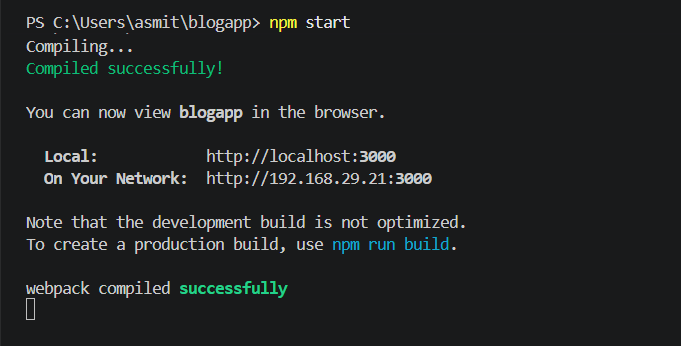 PS C:\Users\asmit\blogapp> npm start
Compiling...
Compiled successfully!
You can now view blogapp in the browser.
Local: http://localhost:3000
On Your Network: http://192.168.29.21:3000
Note that the development build is not optimized.
To create a production build, use npm run build.
webpack compiled successfully